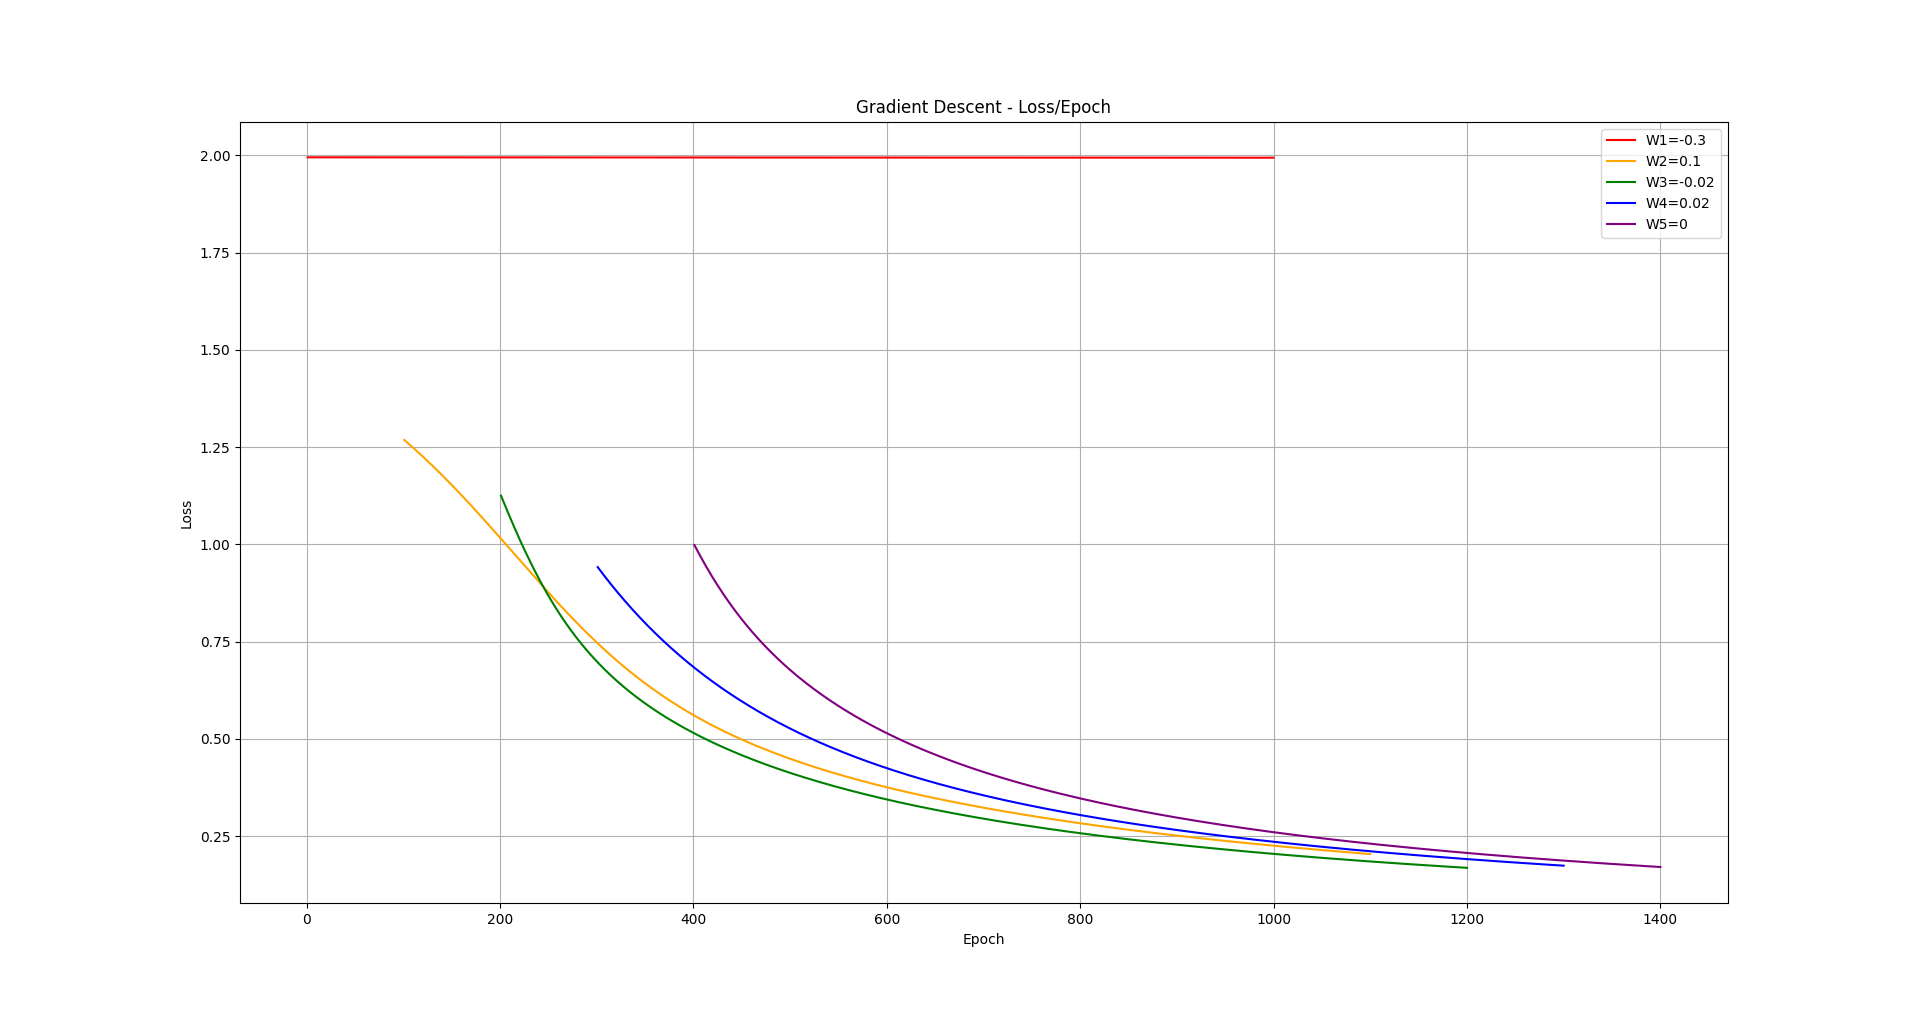 Gradient Descent - Loss/Epoch
W1=-0.3
W2=0.1
W3=-0.02
W4=0.02
W5=0
2.00
1.75
1.50
1.25
1.00
0.75
0.50
0.25
Loss
0 200 400 600 800 1000 1200 1400
Epoch